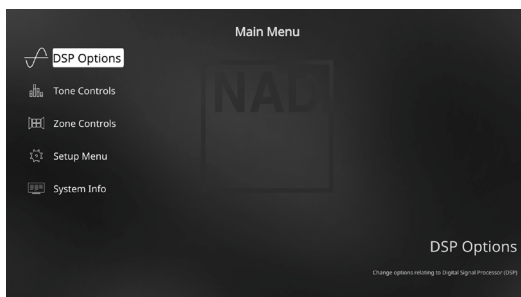 Main Menu
DSP Options
Tone Controls
NAD
Zone Controls
Setup Menu
System Info
DSP Options
Change options relating to Digital Signal Processor (DSP)